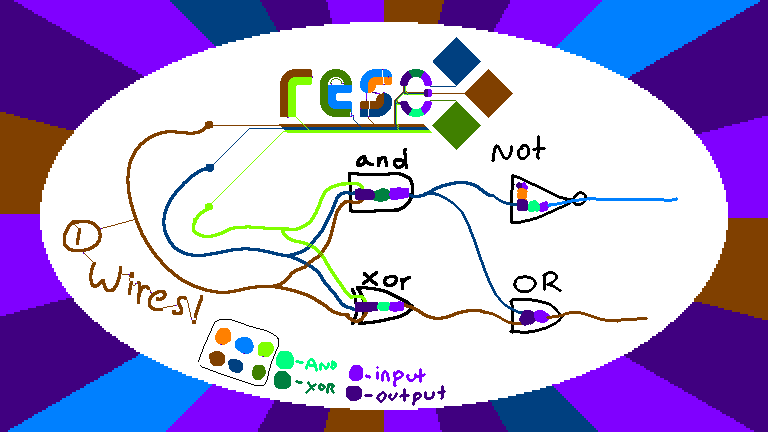 reso
and
Not
xor
OR
1
Wires!
-AND
-XOR
-input
-output